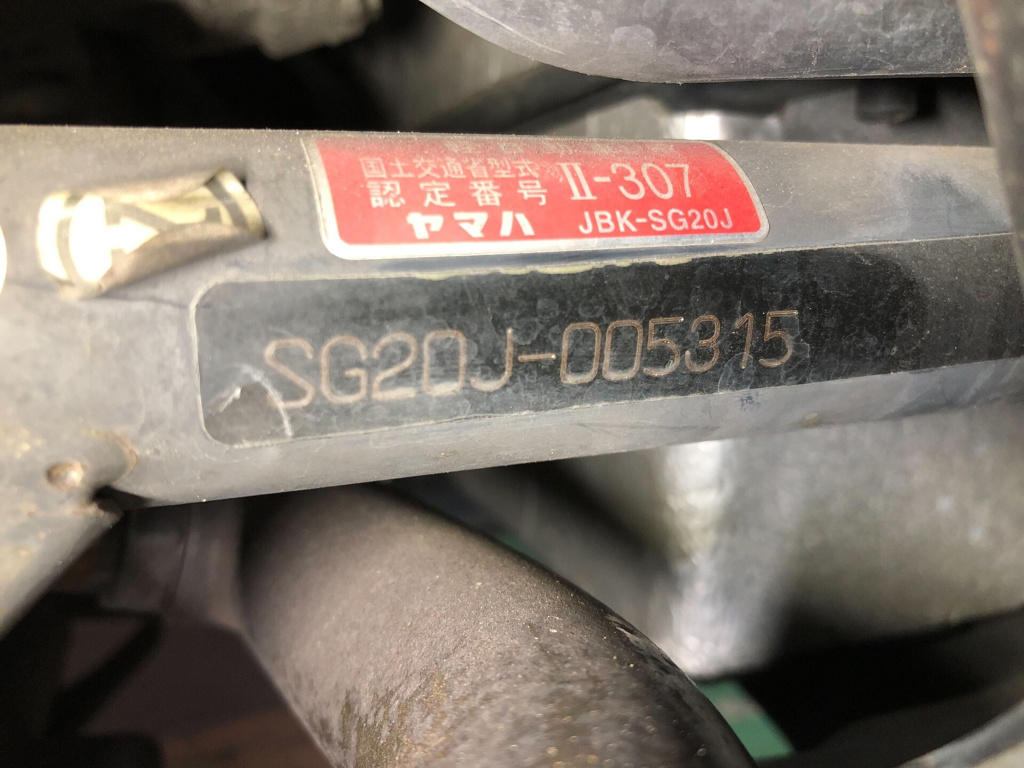 国土交通省型式
認定番号 II-307
ヤマハ JBK-SG20J
SG20J-005315